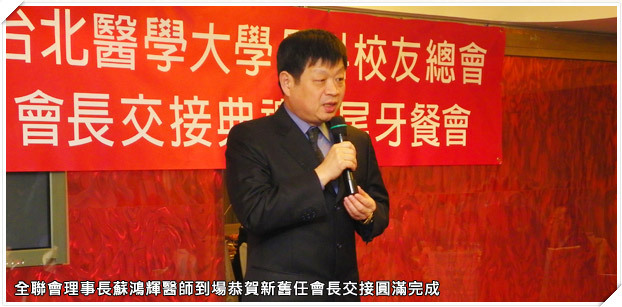 台北醫學大學 校友總會
會長交接典 尾牙餐會
全聯會理事長蘇鴻輝醫師到場恭賀新舊任會長交接圓滿完成